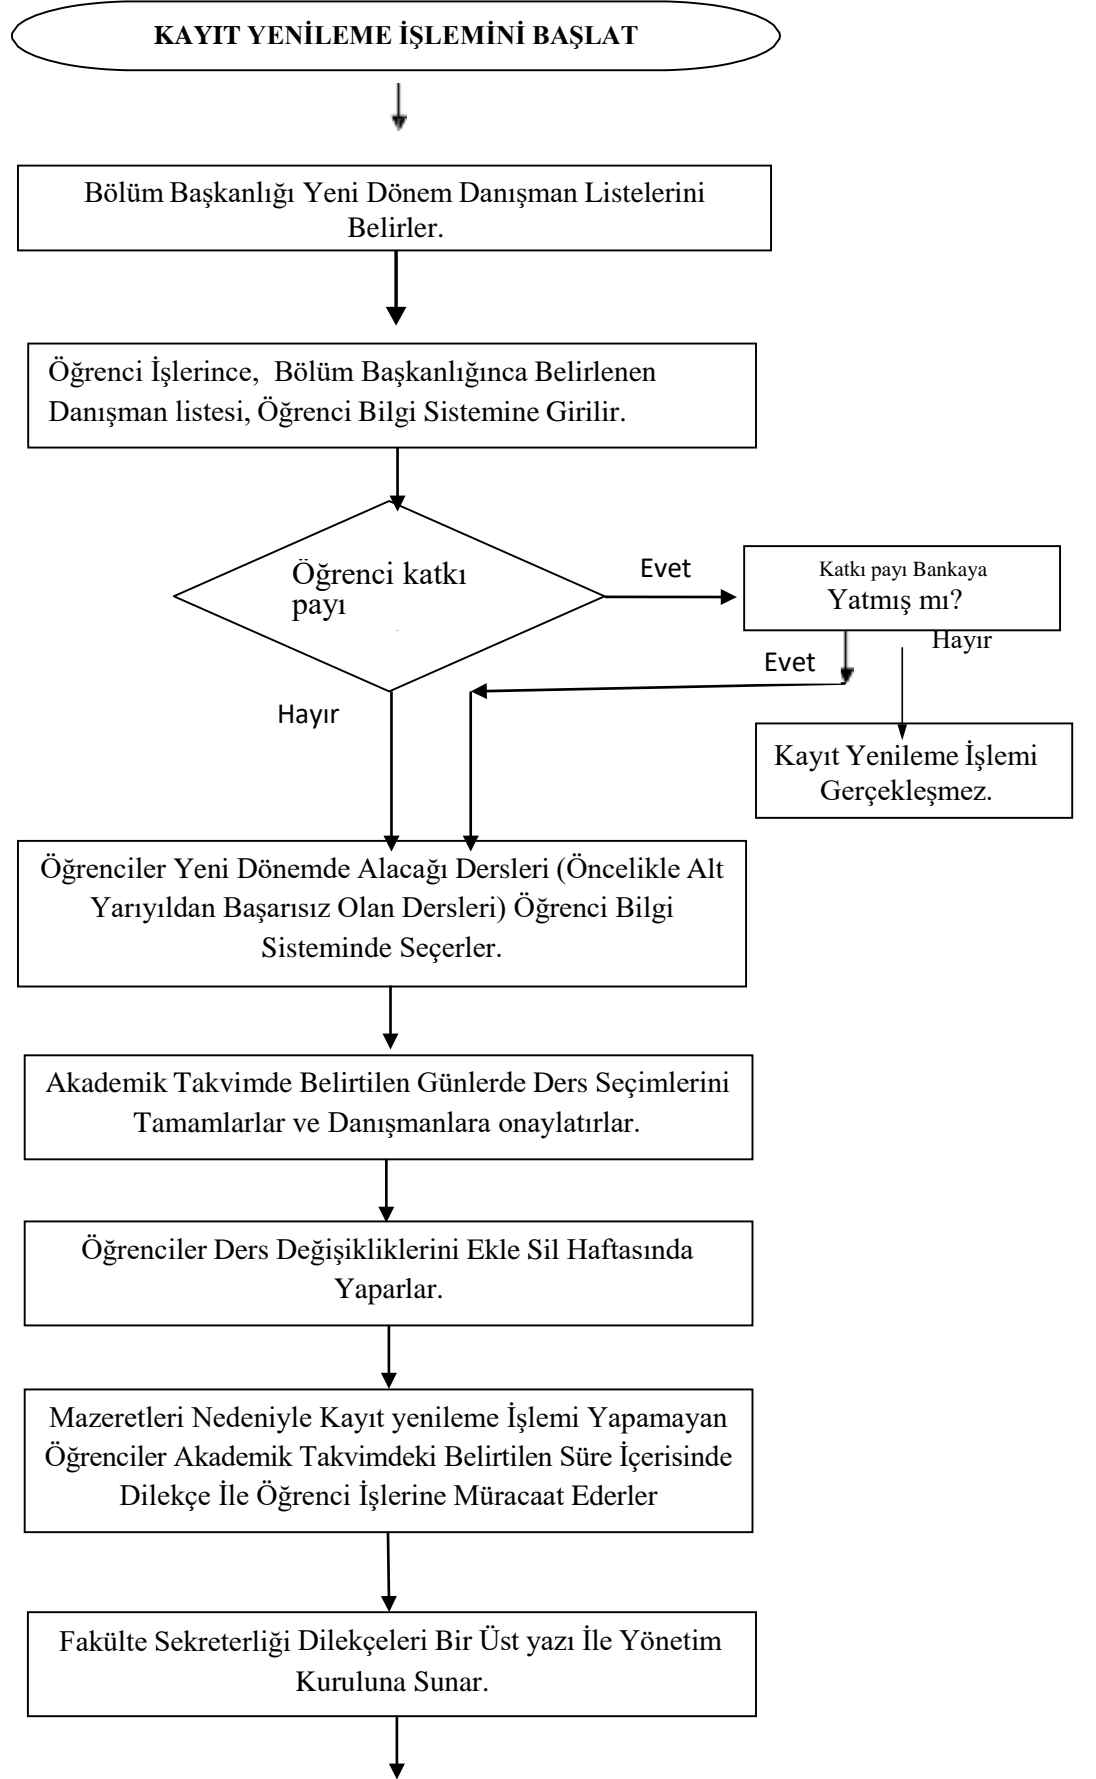 KAYIT YENİLEME İŞLEMİNİ BAŞLAT
Bölüm Başkanlığı Yeni Dönem Danışman Listelerini
Belirler.
Öğrenci İşlerince, Bölüm Başkanlığınca Belirlenen
Danışman listesi, Öğrenci Bilgi Sistemine Girilir.
Öğrenci katkı
payı
Evet
Katkı payı Bankaya
Yatmış mı?
Hayır
Evet
Hayır
Kayıt Yenileme İşlemi
Gerçekleşmez.
Öğrenciler Yeni Dönemde Alacağı Dersleri (Öncelikle Alt
Yarıyıldan Başarısız Olan Dersleri) Öğrenci Bilgi
Sisteminde Seçerler.
Akademik Takvimde Belirtilen Günlerde Ders Seçimlerini
Tamamlarlar ve Danışmanlara onaylatırlar.
Öğrenciler Ders Değişikliklerini Ekle Sil Haftasında
Yaparlar.
Mazeretleri Nedeniyle Kayıt yenileme İşlemi Yapamayan
Öğrenciler Akademik Takvimdeki Belirtilen Süre İçerisinde
Dilekçe İle Öğrenci İşlerine Müracaat Ederler
Fakülte Sekreterliği Dilekçeleri Bir Üst yazı İle Yönetim
Kuruluna Sunar.